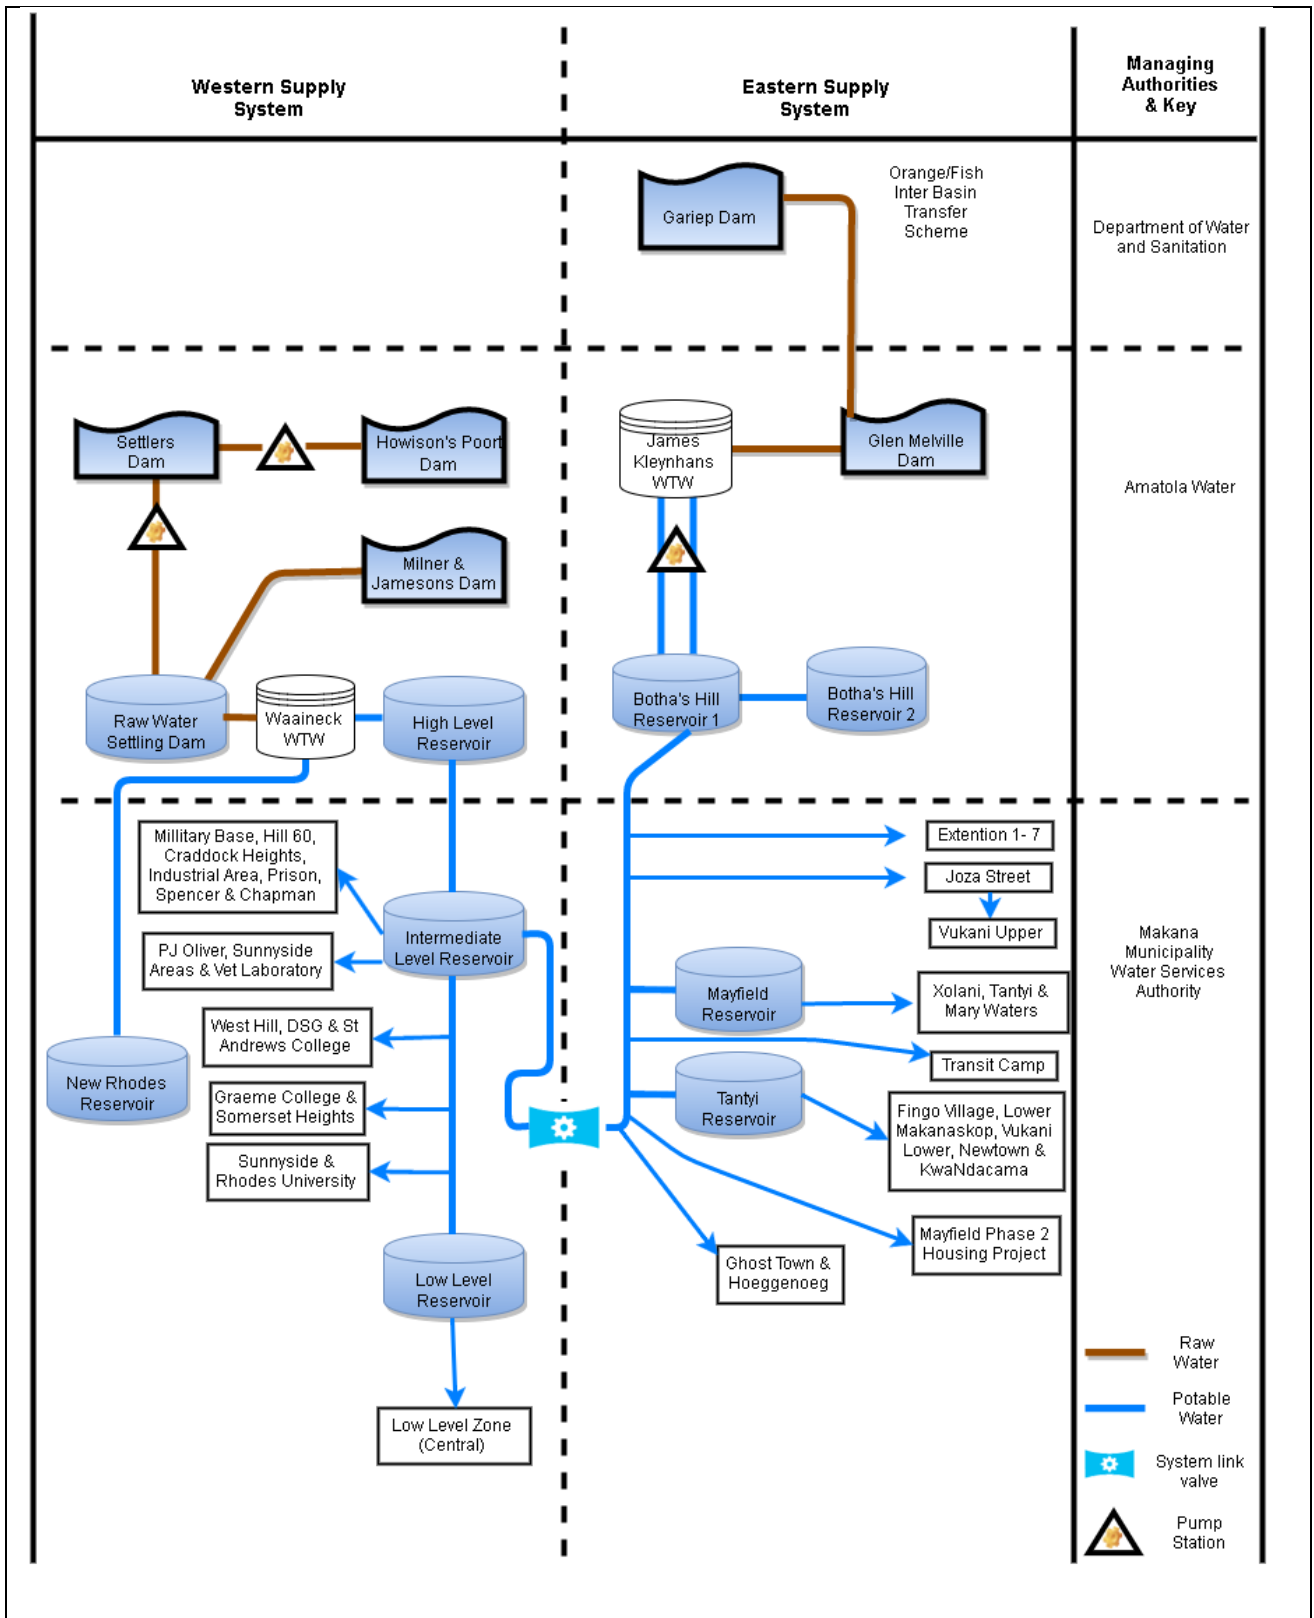 Western Supply
System
Eastern Supply
System
Managing
Authorities
& Key
Gariep Dam
Orange/Fish
Inter Basin
Transfer
Scheme
Department of Water
and Sanitation
Settlers
Dam
Howison's Poort
Dam
James
Kleynhans
WTW
Glen Melville
Dam
Amatola Water
Milner &
Jamesons Dam
Raw Water
Settling Dam
Waaineck
WTW
High Level
Reservoir
Botha's Hill
Reservoir 1
Botha's Hill
Reservoir 2
Millitary Base, Hill 60,
Craddock Heights,
Industrial Area, Prison,
Spencer & Chapman
Extention 1- 7
Joza Street
Vukani Upper
PJ Oliver, Sunnyside
Areas & Vet Laboratory
Intermediate
Level Reservoir
Makana
Municipality
Water Services
Authority
Mayfield
Reservoir
Xolani, Tantyi &
Mary Waters
West Hill, DSG & St
Andrews College
Transit Camp
New Rhodes
Reservoir
Graeme College &
Somerset Heights
Tantyi
Reservoir
Fingo Village, Lower
Makanaskop, Vukani
Lower, Newtown &
KwaNdacama
Sunnyside &
Rhodes University
Mayfield Phase 2
Housing Project
Ghost Town &
Hoeggenoeg
Low Level
Reservoir
Low Level Zone
(Central)
Raw
Water
Potable
Water
System link
valve
Pump
Station